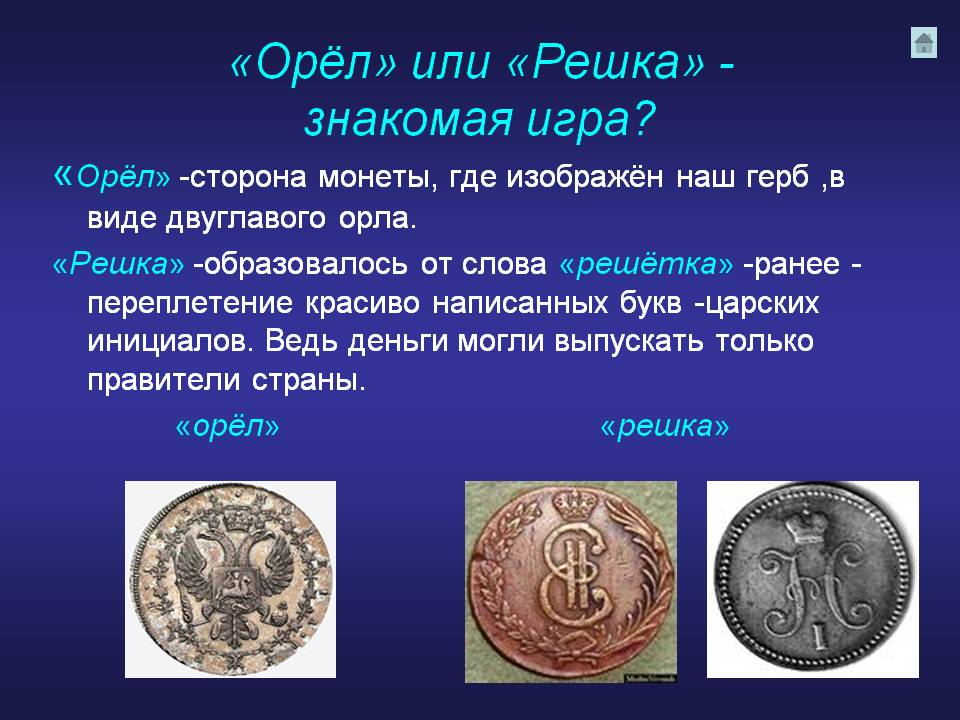 «Орёл» или «Решка» -
знакомая игра?
«Орёл» -сторона монеты, где изображён наш герб ,в
виде двуглавого орла.
«Решка» -образовалось от слова «решётка» -ранее -
переплетение красиво написанных букв -царских
инициалов. Ведь деньги могли выпускать только
правители страны.
«орёл» «решка»
I